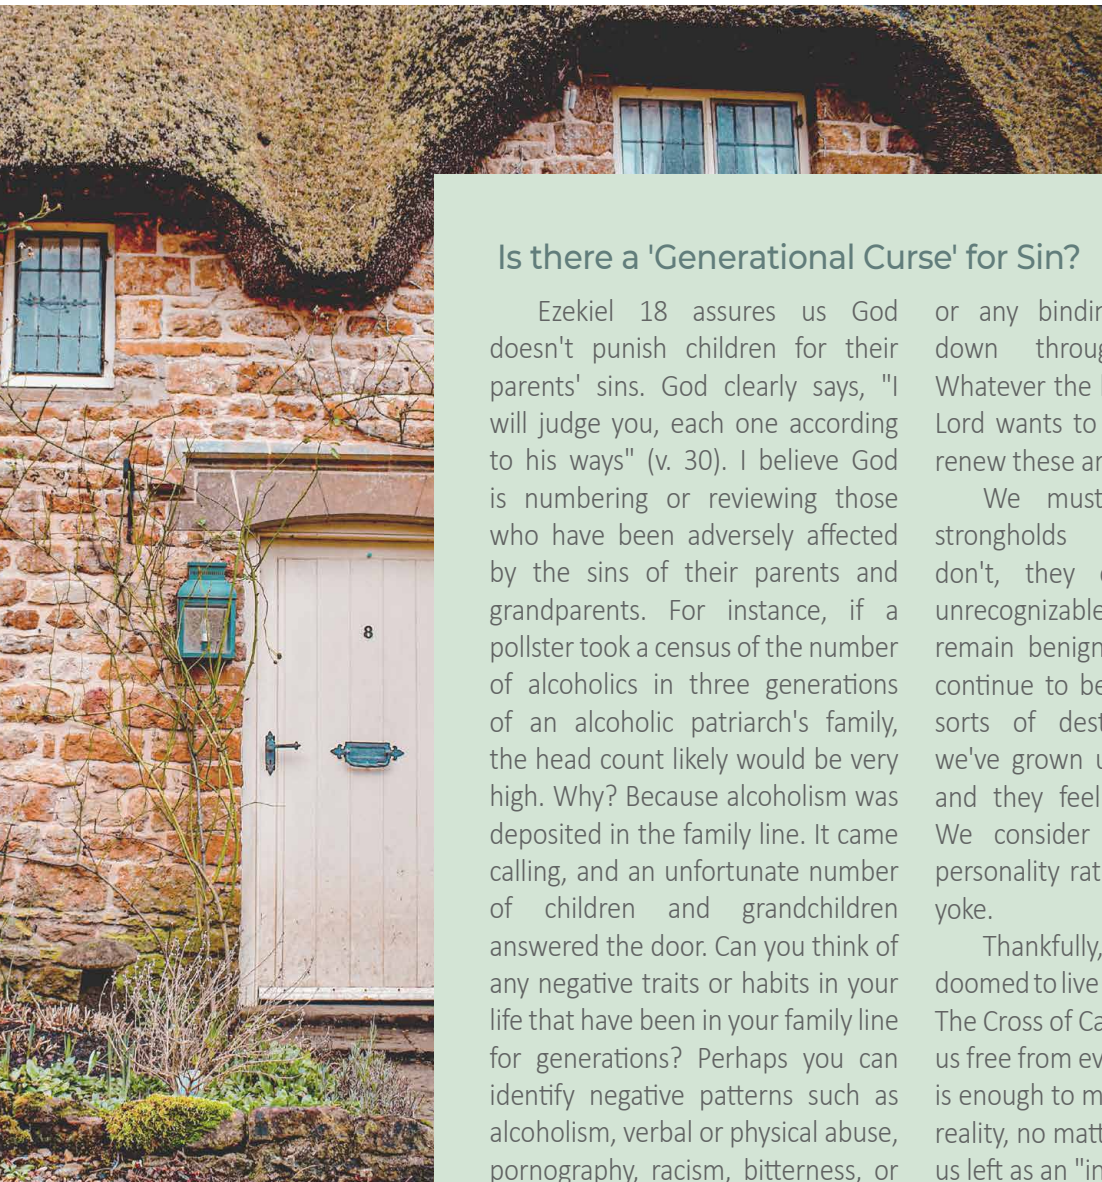 8
Is there a 'Generational Curse' for Sin?
Ezekiel 18 assures us God
doesn't punish children for their
parents' sins. God clearly says, "I
will judge you, each one according
to his ways" (v. 30). I believe God
is numbering or reviewing those
who have been adversely affected
by the sins of their parents and
grandparents. For instance, if a
pollster took a census of the number
of alcoholics in three generations
of an alcoholic patriarch's family,
the head count likely would be very
high. Why? Because alcoholism was
deposited in the family line. It came
calling, and an unfortunate number
of children and grandchildren
answered the door. Can you think of
any negative traits or habits in your
life that have been in your family line
for generations? Perhaps you can
identify negative patterns such as
alcoholism, verbal or physical abuse,
pornography, racism, bitterness, or
or any
down
Whatever the
Lord wants to
renew these
We must
strongholds
don't, they
remain
continue to
sorts of
we've grown
and they feel
We consider
personality
yoke.
Thankfully,
doomed to live
The Cross of
us free from
is enough to
reality, no
us left as an